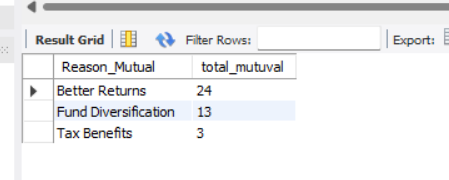 Result Grid Filter Rows: Export:
Reason_Mutual total_mutuval
Better Returns 24
Fund Diversification 13
Tax Benefits 3